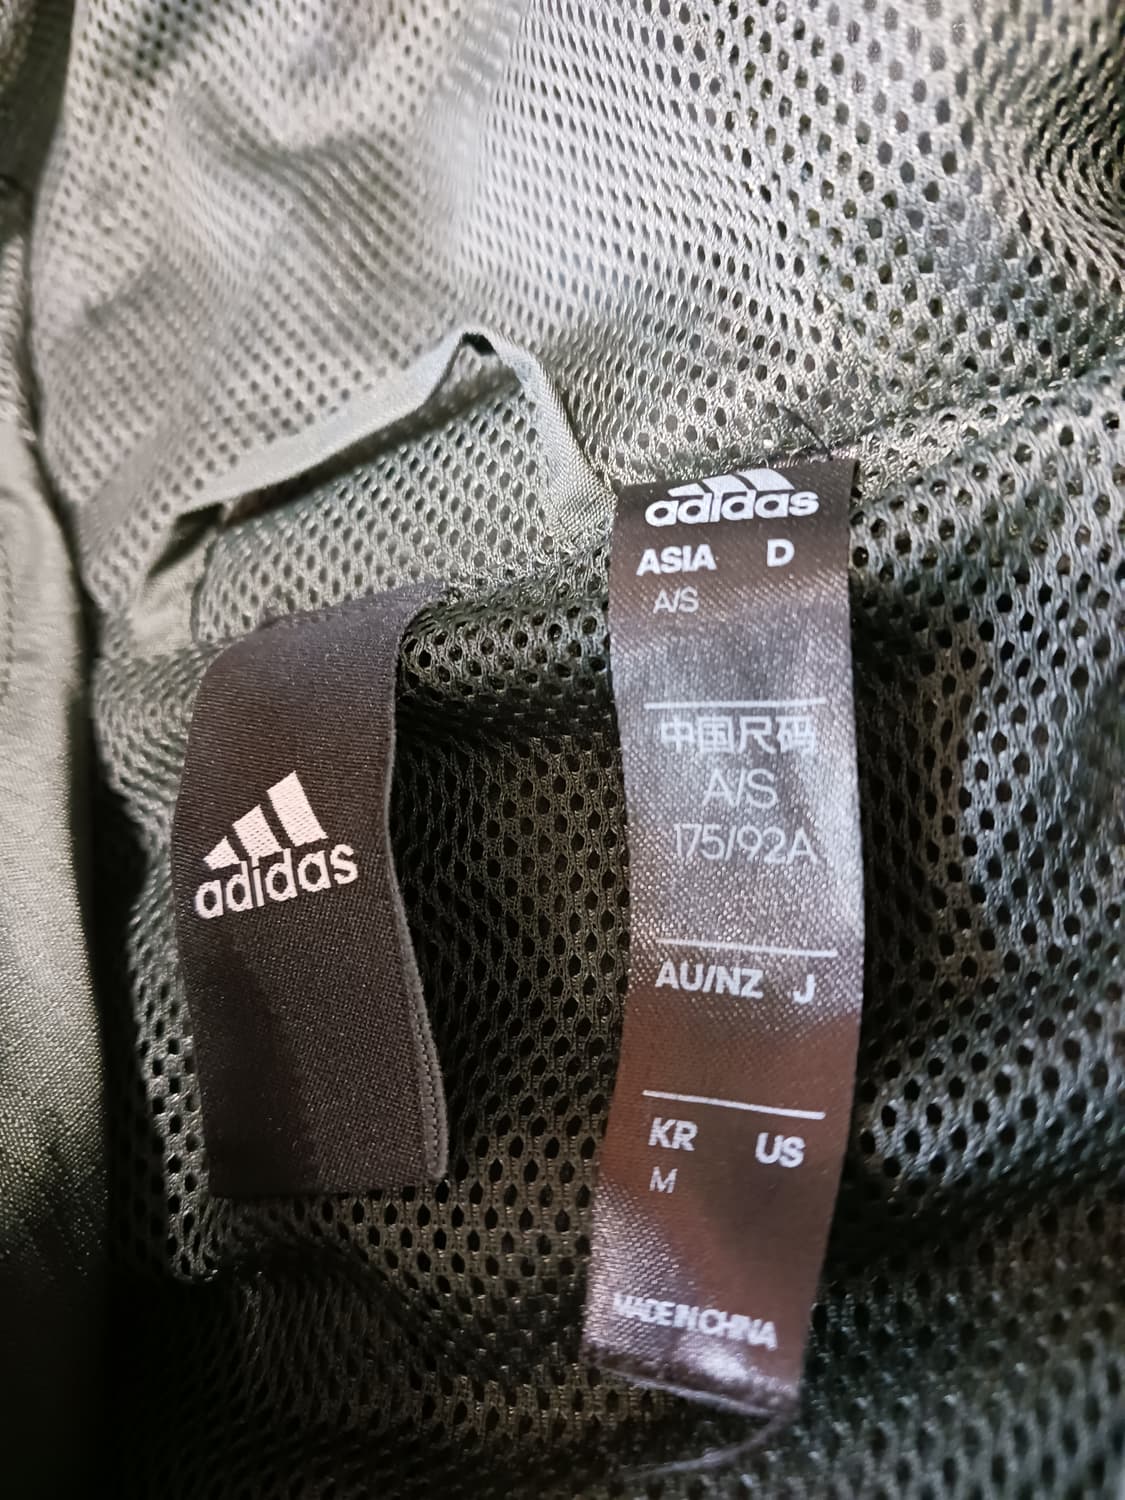 adidas
adidas
ASIA D
A/S
中国尺码
A/S
175/92A
AU/NZ J
KR US
M
MADE IN CHINA